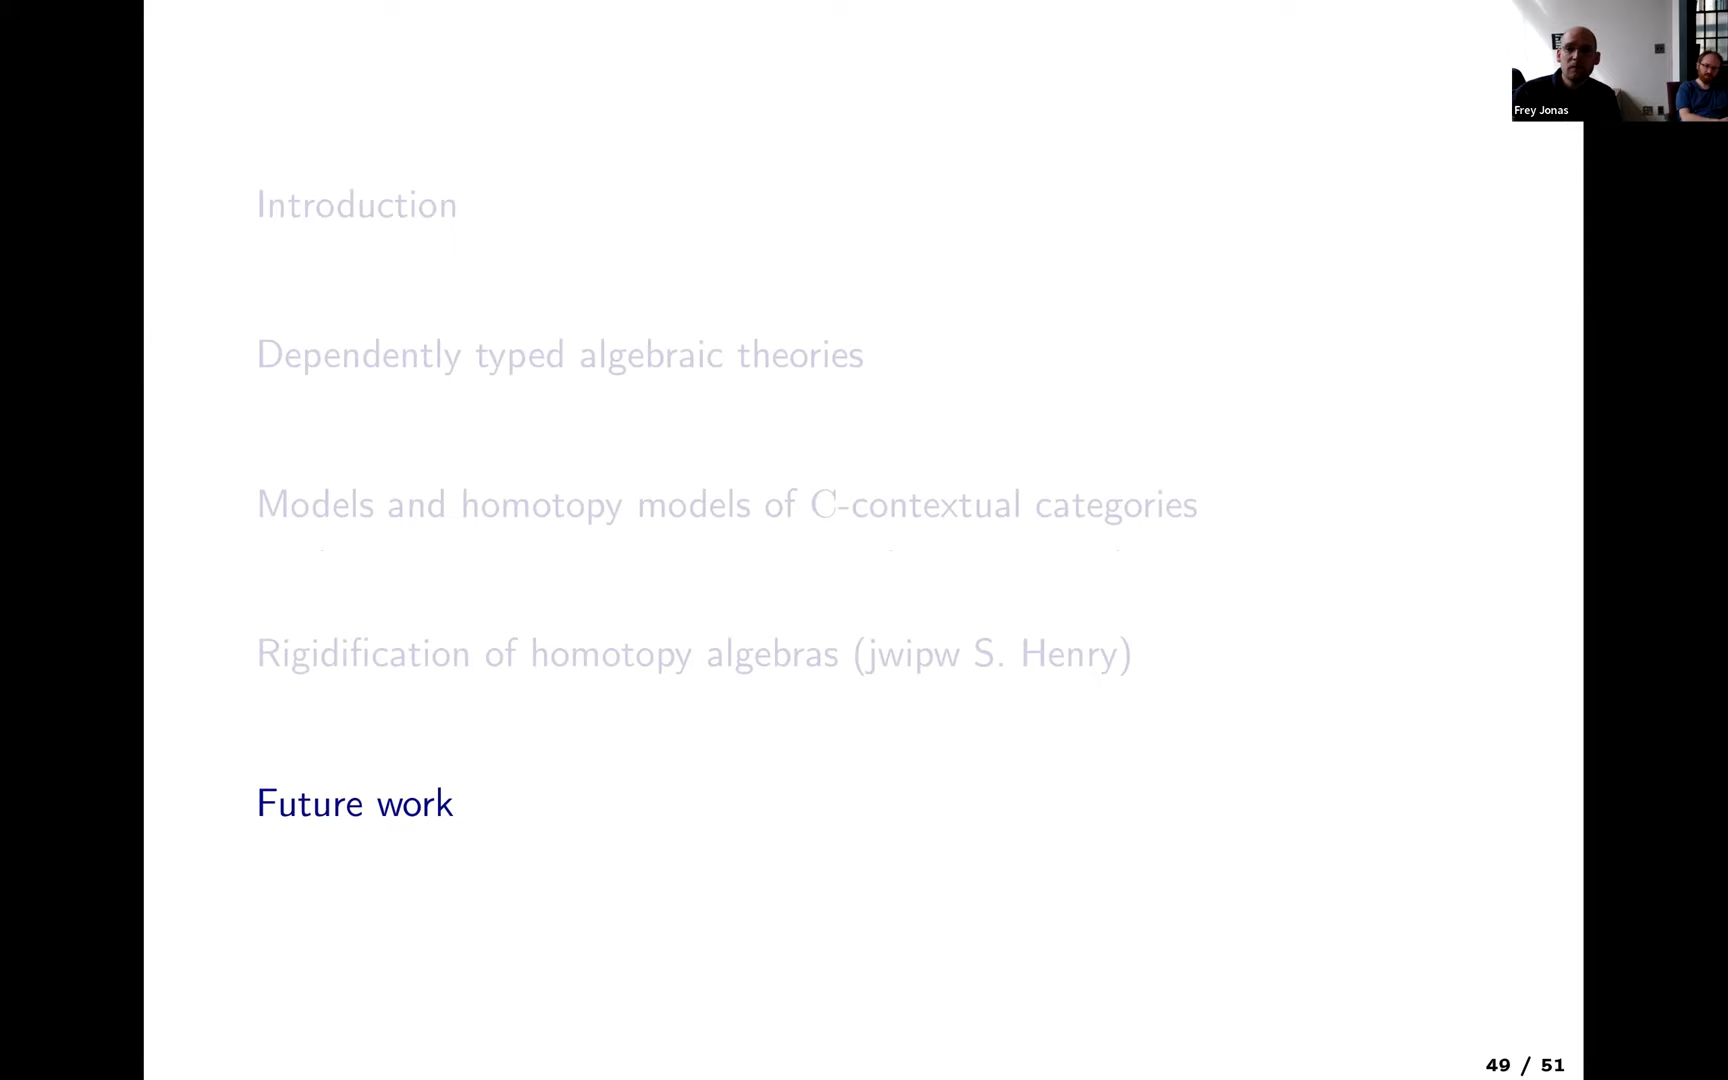 Frey Jonas
Introduction
Dependently typed algebraic theories
Models and homotopy models of C-contextual categories
Rigidification of homotopy algebras (jwipw S. Henry)
Future work
49 / 51